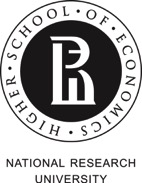 HIGHER · SCHOOL · OF · ECONOMICS ·
NATIONAL RESEARCH
UNIVERSITY